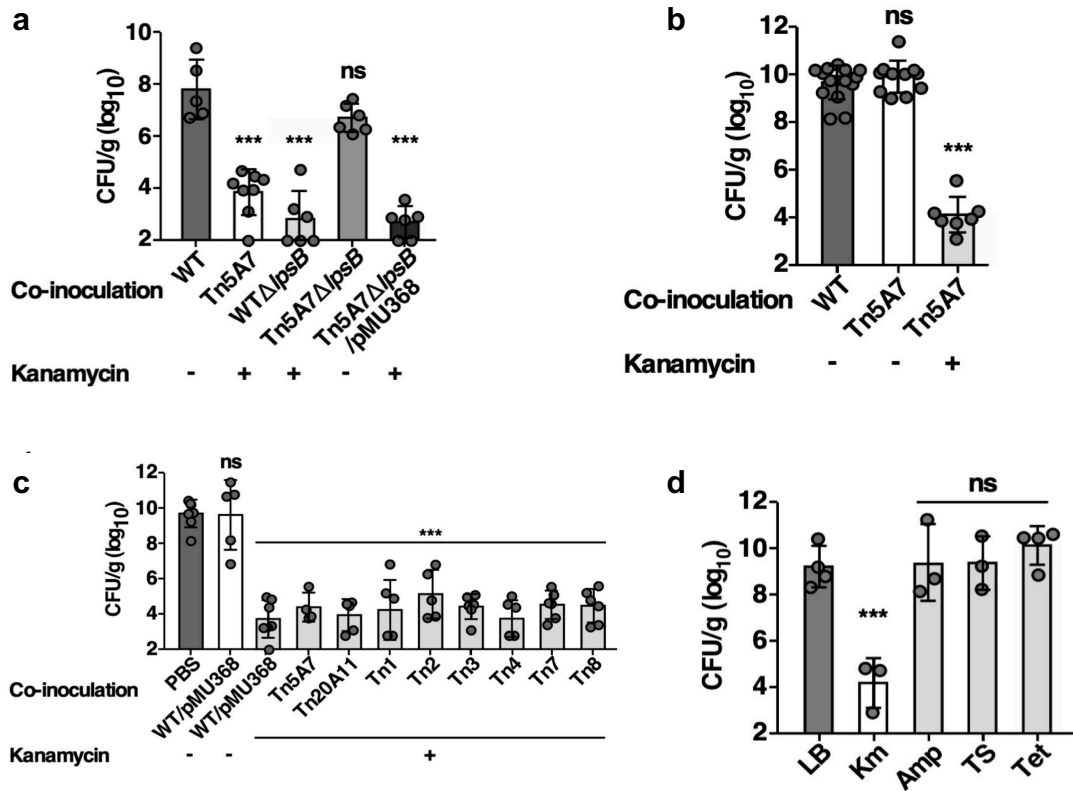 a
CFU/g (log10)
10
8
6
4
2
***
***
ns
***
WT
Tn5A7
WTΔlpsB
Tn5A7ΔlpsB
Tn5A7ΔlpsB
/pMU368
Co-inoculation
Kanamycin
-
+
+
-
+
b
CFU/g (log10)
12
10
8
6
4
2
ns
***
WT
Tn5A7
Tn5A7
Co-inoculation
Kanamycin
-
-
+
c
CFU/g (log10)
12
10
8
6
4
2
ns
***
PBS
WT/pMU368
WT/pMU368
Tn5A7
Tn20A11
Tn1
Tn2
Tn3
Tn4
Tn7
Tn8
Co-inoculation
Kanamycin
-
-
+
d
CFU/g (log10)
12
10
8
6
4
2
***
ns
LB
Km
Amp
TS
Tet